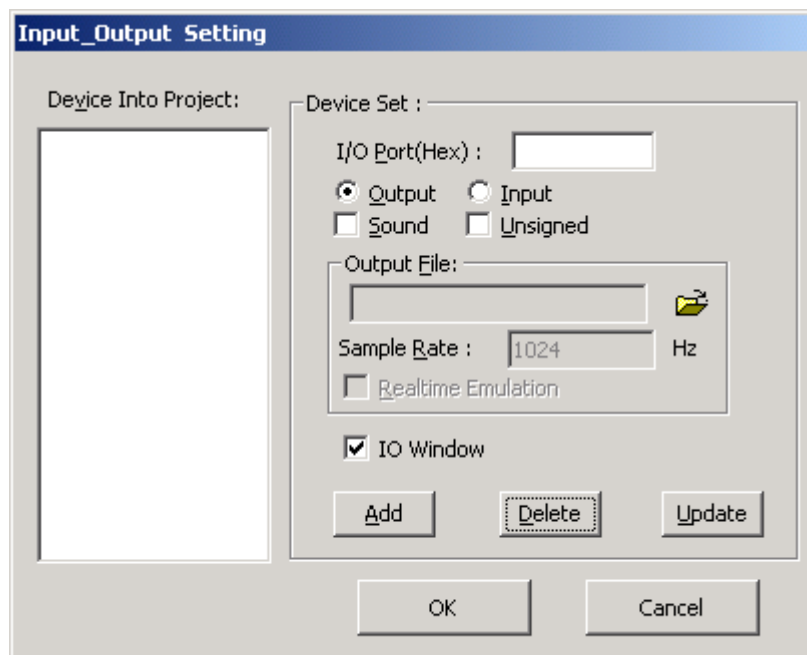 Input_Output Setting
Device Into Project:
Device Set :
I/O Port(Hex) :
Output Input
Sound Unsigned
Output File:
Sample Rate : 1024 Hz
Realtime Emulation
IO Window
Add Delete Update
OK Cancel